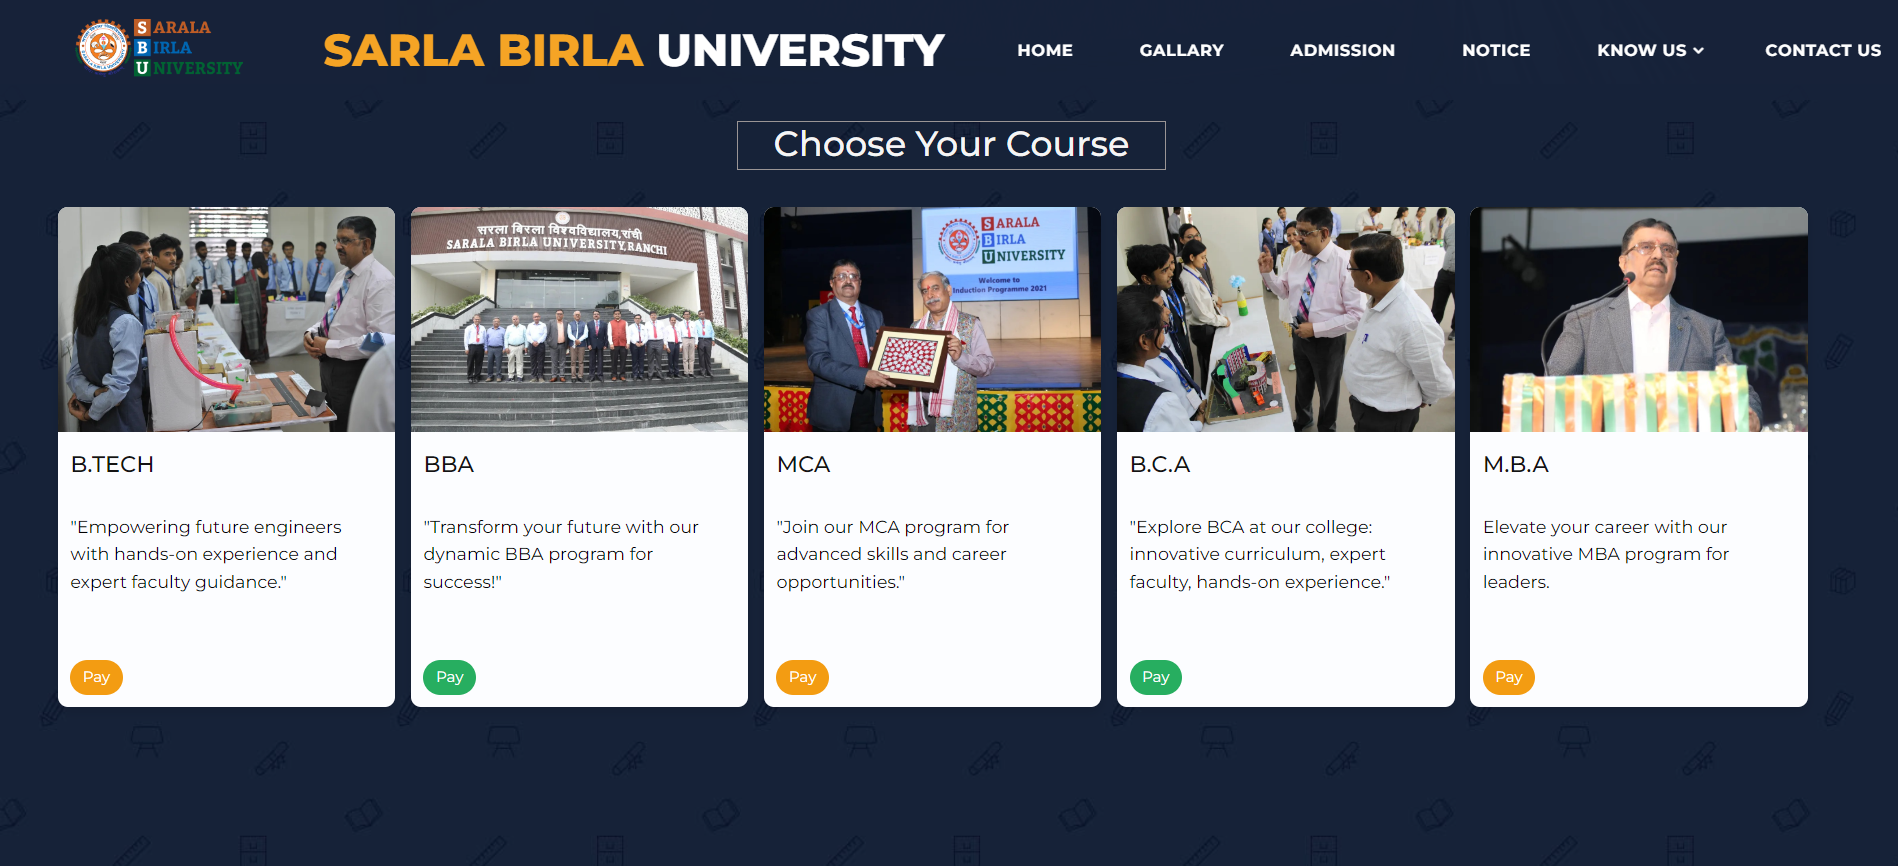 SARALA
BIRLA
UNIVERSITY
SARLA BIRLA UNIVERSITY
HOME
GALLARY
ADMISSION
NOTICE
KNOW US
CONTACT US
Choose Your Course
सरला बिरला विश्वविद्यालय,रांची
SARALA BIRLA UNIVERSITY,RANCHI
SARALA
BIRLA
UNIVERSITY
Welcome to
Induction Programme 2021
B.TECH
"Empowering future engineers
with hands-on experience and
expert faculty guidance."
Pay
BBA
"Transform your future with our
dynamic BBA program for
success!"
Pay
MCA
"Join our MCA program for
advanced skills and career
opportunities."
Pay
B.C.A
"Explore BCA at our college:
innovative curriculum, expert
faculty, hands-on experience."
Pay
M.B.A
Elevate your career with our
innovative MBA program for
leaders.
Pay